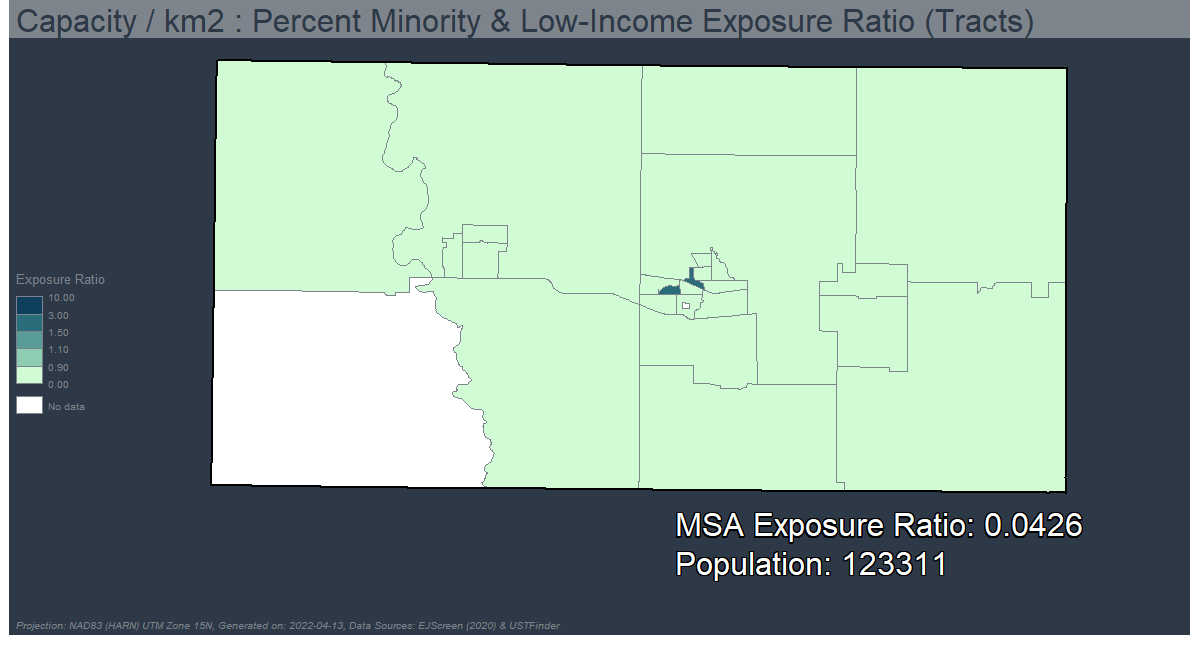 Capacity / km2 : Percent Minority & Low-Income Exposure Ratio (Tracts)
Exposure Ratio
10.00
3.00
1.50
1.10
0.90
0.00
No data
MSA Exposure Ratio: 0.0426
Population: 123311
Projection: NAD83 (HARN) UTM Zone 15N, Generated on: 2022-04-13, Data Sources: EJScreen (2020) & USTFinder